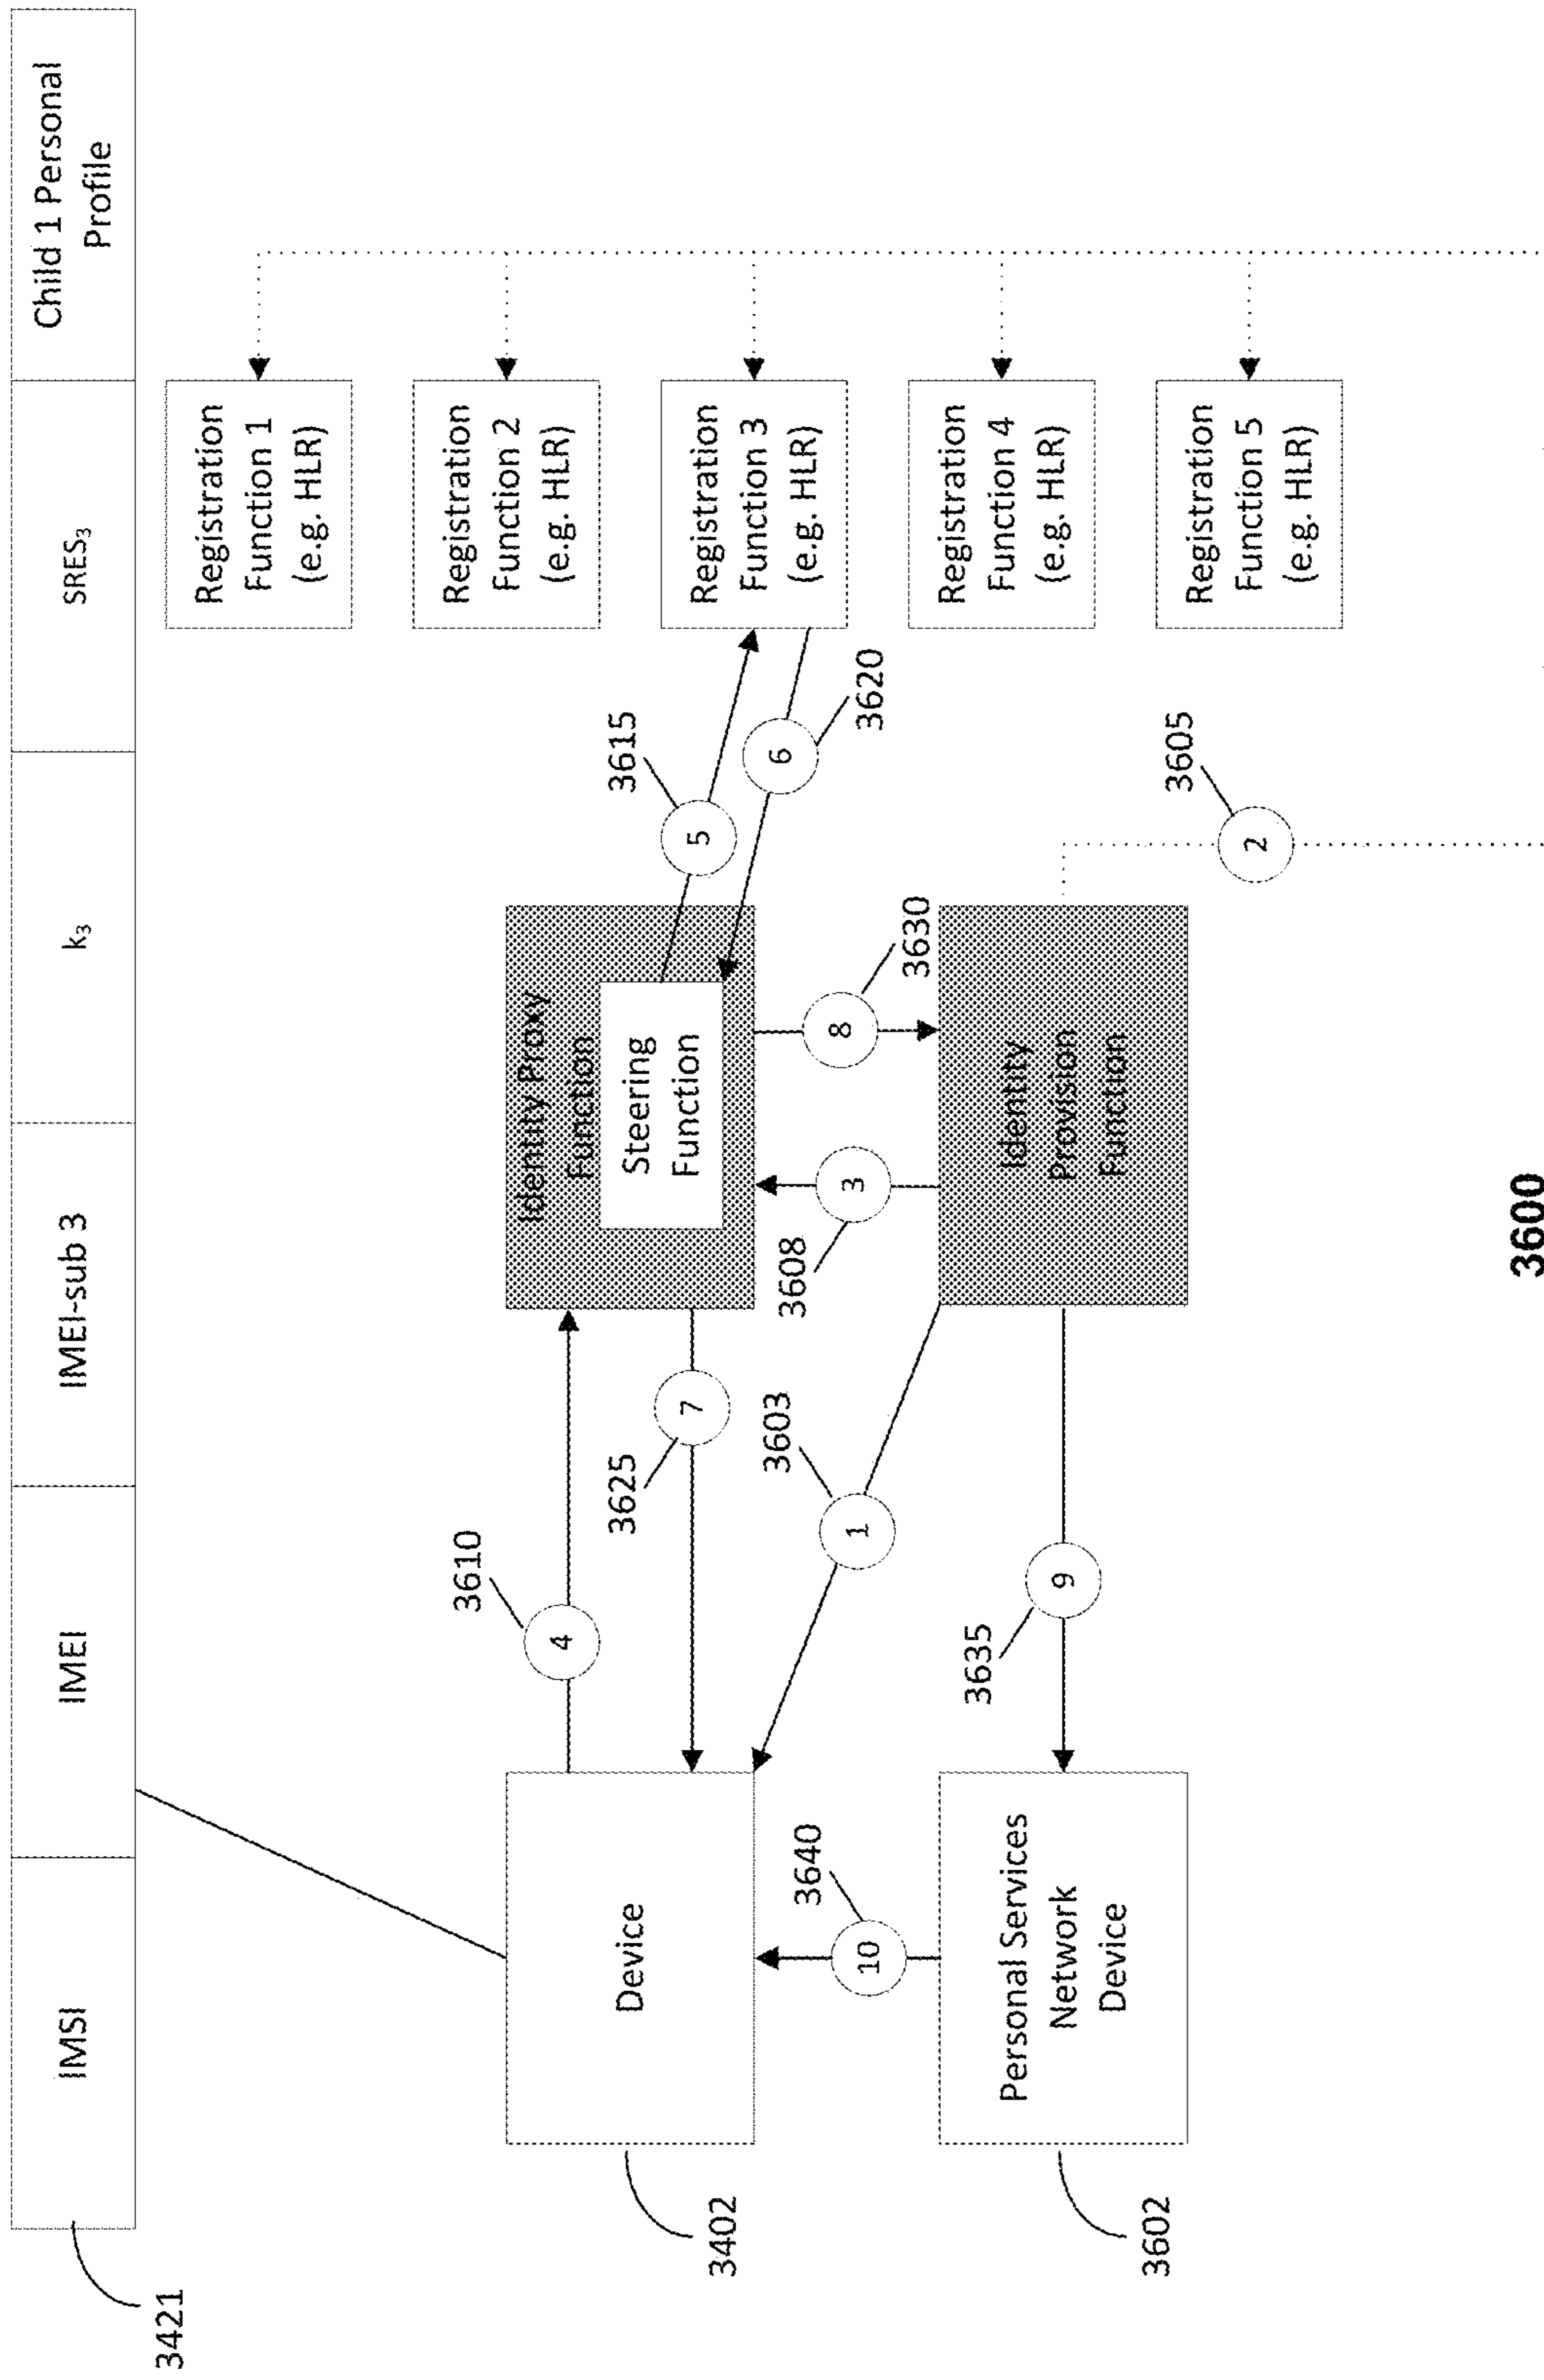 3421
IMSI
IMEI
IMEI-sub 3
k₃
SRES₃
Child 1 Personal
Profile
Registration
Function 1
(e.g. HLR)
Registration
Function 2
(e.g. HLR)
Registration
Function 3
(e.g. HLR)
Registration
Function 4
(e.g. HLR)
Registration
Function 5
(e.g. HLR)
3610
4
Identity Proxy
Function
Steering
Function
3615
5
6
3620
3625
7
3402
Device
3603
1
3608
3
8
3630
3640
10
3602
Personal Services
Network
Device
3635
9
Identity
Provision
Function
3605
2
3600